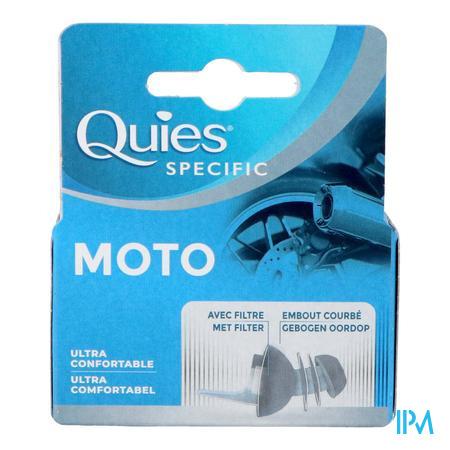 Quies®
SPECIFIC
MOTO
AVEC FILTRE
MET FILTER
EMBOUT COURBÉ
GEBOGEN OORDOP
ULTRA
CONFORTABLE
ULTRA
COMFORTABEL
IPM